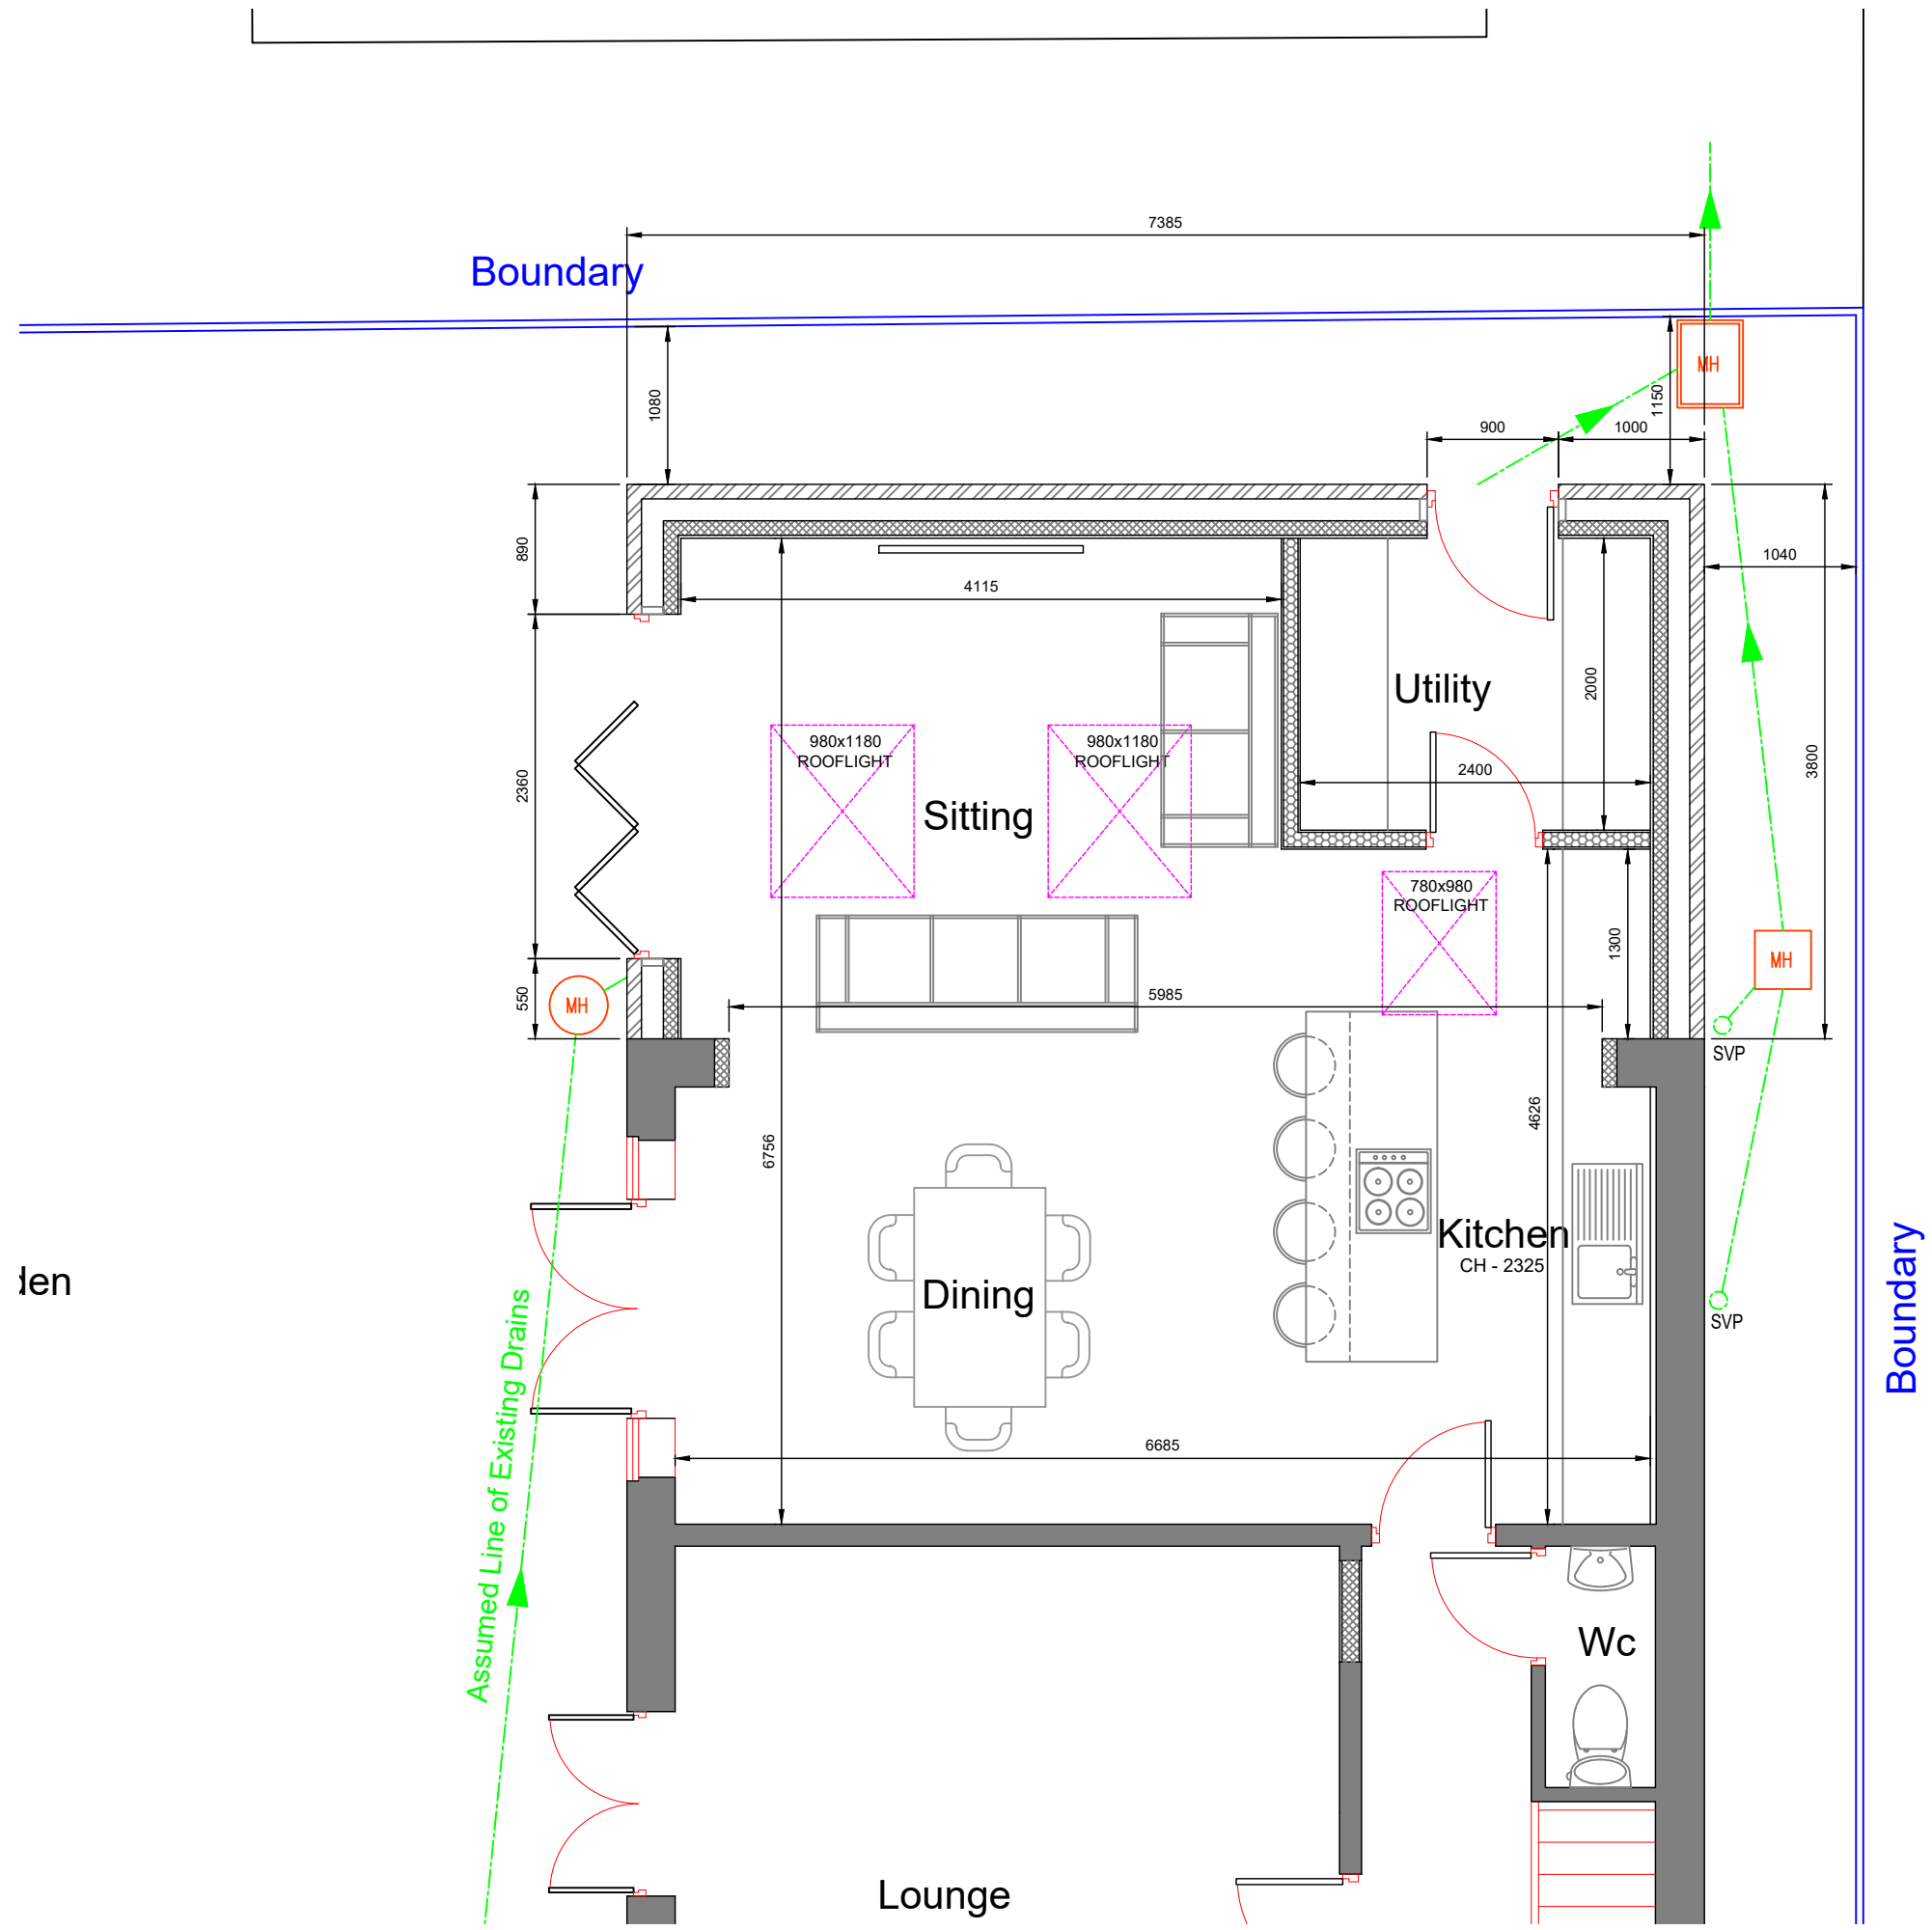 7385
Boundary
MH
1080
1150
900
1000
890
1040
4115
Utility
2000
980x1180
ROOFLIGHT
980x1180
ROOFLIGHT
2360
3800
2400
Sitting
780x980
ROOFLIGHT
1300
MH
550
MH
5985
SVP
4626
6756
Kitchen
CH - 2325
den
Dining
SVP
Boundary
Assumed Line of Existing Drains
6685
Wc
Lounge